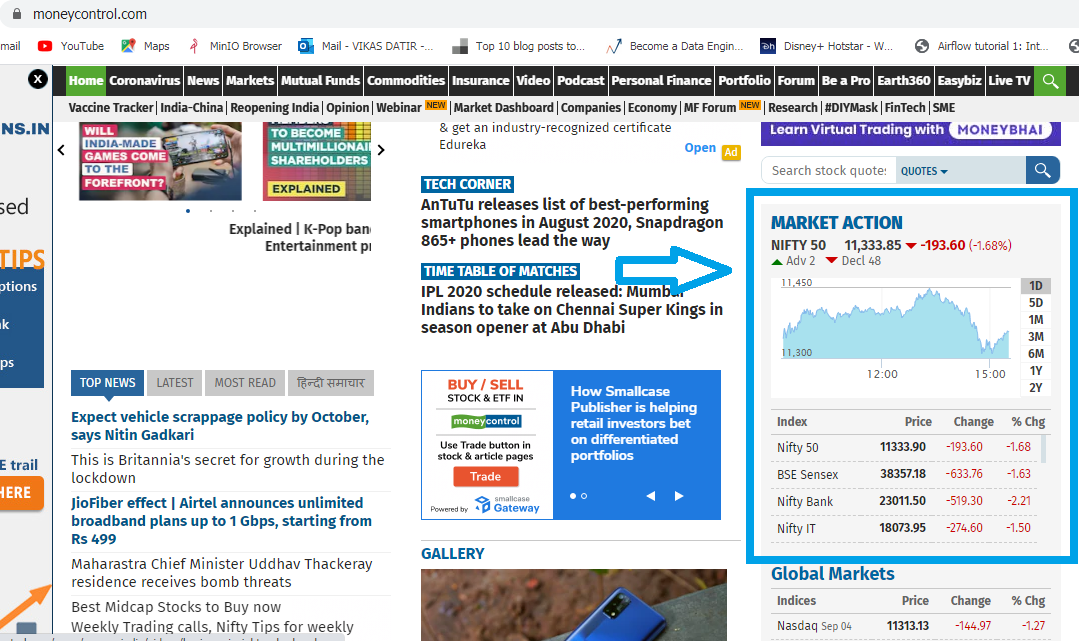 moneycontrol.com
mail
YouTube
Maps
MinIO Browser
Mail - VIKAS DATIR -...
Top 10 blog posts to...
Become a Data Engin...
Disney+ Hotstar - W...
Airflow tutorial 1: Int...
X
Home Coronavirus News Markets Mutual Funds Commodities Insurance Video Podcast Personal Finance Portfolio Forum Be a Pro Earth360 Easybiz Live TV
Vaccine Tracker India-China Reopening India Opinion Webinar NEW Market Dashboard Companies Economy MF Forum NEW Research #DIYMask FinTech SME
NS.IN
sed
TIPS
ptions
nk
ps
E trail
HERE
WILL
INDIA-MADE
GAMES COME
TO THE
FOREFRONT?
TO BECOME
MULTIMILLIONAI
SHAREHOLDERS
EXPLAINED
Explained | K-Pop ban
Entertainment p
& get an industry-recognized certificate
Edureka
Open Ad
TECH CORNER
AnTuTu releases list of best-performing
smartphones in August 2020, Snapdragon
865+ phones lead the way
TIME TABLE OF MATCHES
IPL 2020 schedule released: Mumbai
Indians to take on Chennai Super Kings in
season opener at Abu Dhabi
TOP NEWS LATEST MOST READ हिन्दी समाचार
Expect vehicle scrappage policy by October,
says Nitin Gadkari
This is Britannia's secret for growth during the
lockdown
JioFiber effect | Airtel announces unlimited
broadband plans up to 1 Gbps, starting from
Rs 499
Maharastra Chief Minister Uddhav Thackeray
residence receives bomb threats
Best Midcap Stocks to Buy now
Weekly Trading calls, Nifty Tips for weekly
BUY / SELL
STOCK & ETF IN
moneycontrol
Use Trade button in
stock & article pages
Trade
Powered by smallcase
Gateway
How Smallcase
Publisher is helping
retail investors bet
on differentiated
portfolios
GALLERY
Learn Virtual Trading with MONEYBHAI
Search stock quotes QUOTES
MARKET ACTION
NIFTY 50 11,333.85 -193.60 (-1.68%)
Adv 2 Decl 48
11,450
11,300
12:00 15:00
1D
5D
1M
3M
6M
1Y
2Y
Index Price Change % Chg
Nifty 50 11333.90 -193.60 -1.68
BSE Sensex 38357.18 -633.76 -1.63
Nifty Bank 23011.50 -519.30 -2.21
Nifty IT 18073.95 -274.60 -1.50
Global Markets
Indices Price Change % Chg
Nasdaq Sep 04 11313.13 -144.97 -1.27